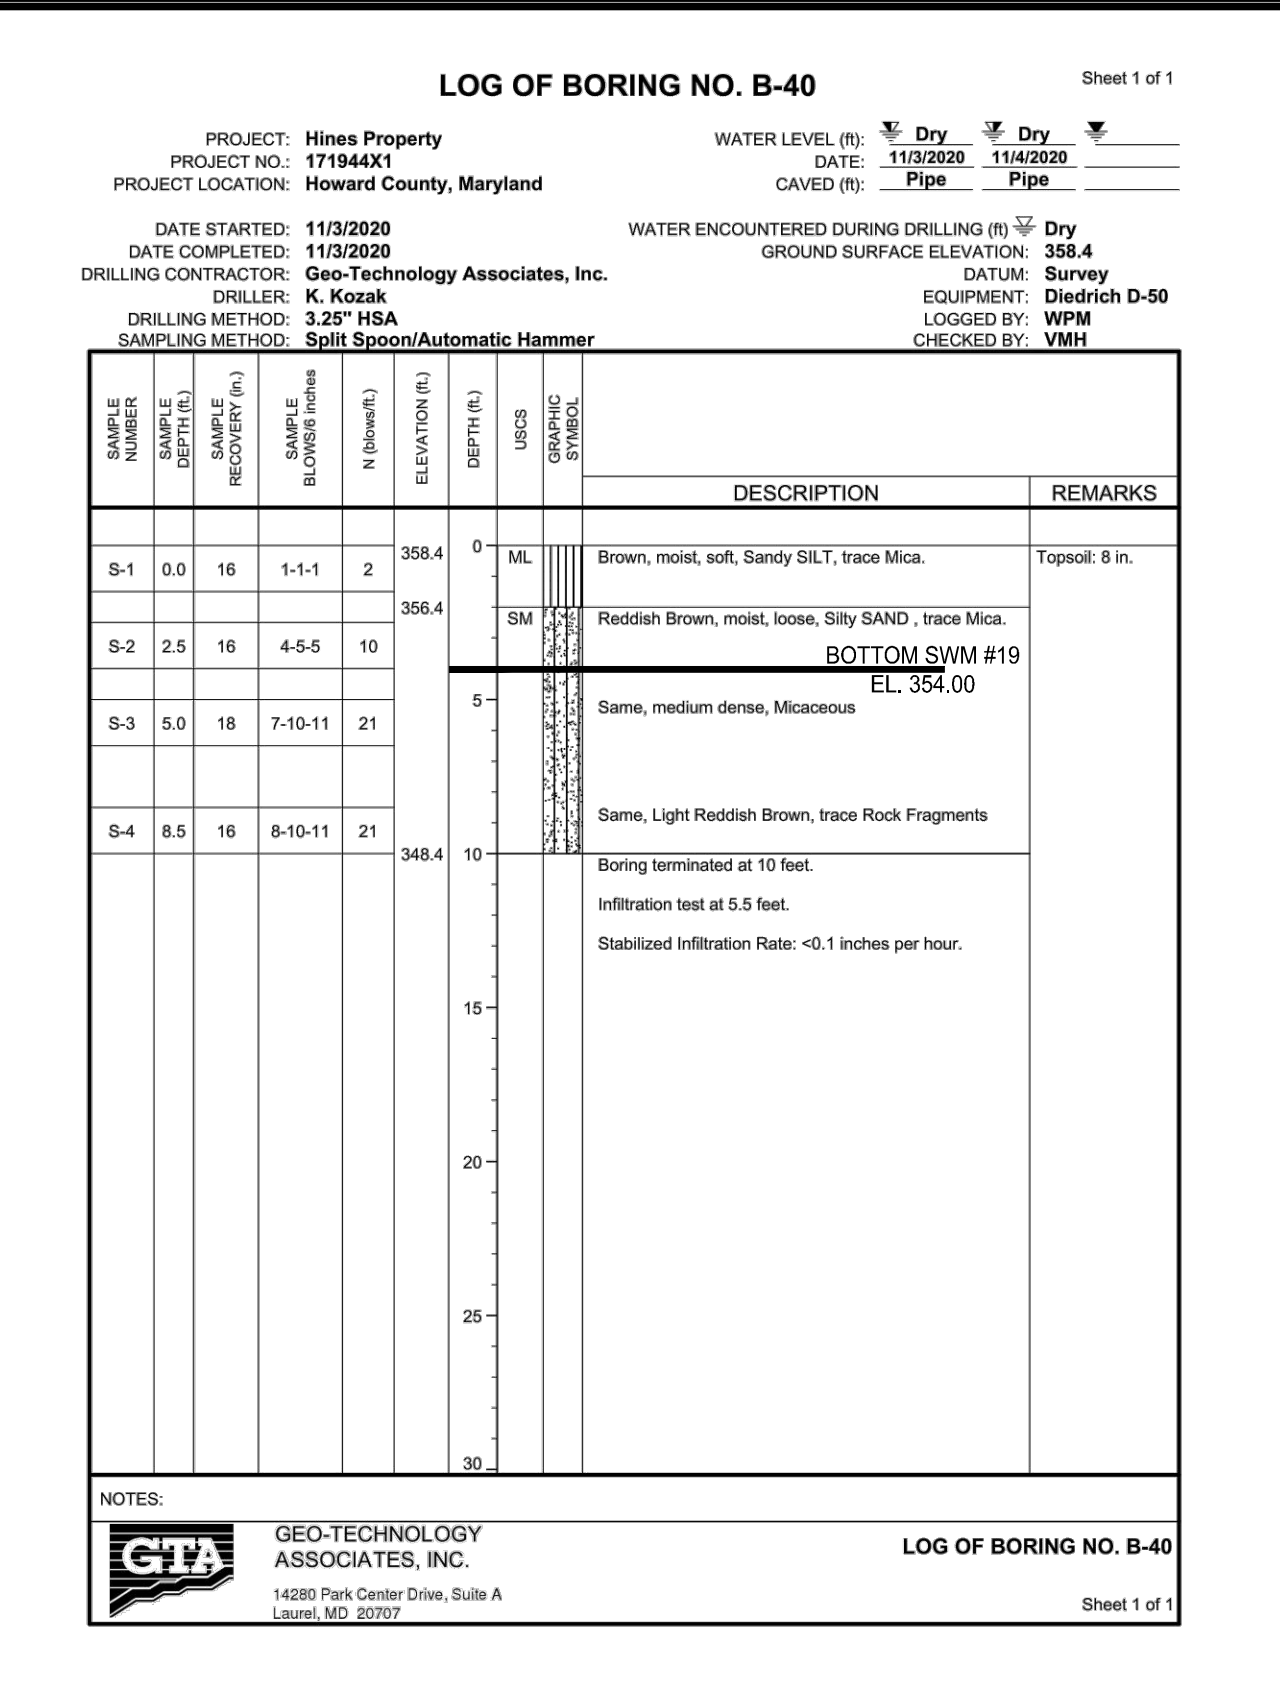 LOG OF BORING NO. B-40
Sheet 1 of 1
PROJECT: Hines Property
PROJECT NO.: 171944X1
PROJECT LOCATION: Howard County, Maryland
WATER LEVEL (ft): Dry Dry
DATE: 11/3/2020 11/4/2020
CAVED (ft): Pipe Pipe
DATE STARTED: 11/3/2020
DATE COMPLETED: 11/3/2020
DRILLING CONTRACTOR: Geo-Technology Associates, Inc.
DRILLER: K. Kozak
DRILLING METHOD: 3.25" HSA
SAMPLING METHOD: Split Spoon/Automatic Hammer
WATER ENCOUNTERED DURING DRILLING (ft) Dry
GROUND SURFACE ELEVATION: 358.4
DATUM: Survey
EQUIPMENT: Diedrich D-50
LOGGED BY: WPM
CHECKED BY: VMH
SAMPLE NUMBER
SAMPLE DEPTH (ft.)
SAMPLE RECOVERY (in.)
SAMPLE BLOWS/6 inches
N (blows/ft.)
ELEVATION (ft.)
DEPTH (ft.)
USCS
GRAPHIC SYMBOL
DESCRIPTION
REMARKS
358.4 0 ML Brown, moist, soft, Sandy SILT, trace Mica. Topsoil: 8 in.
S-1 0.0 16 1-1-1 2
356.4 SM Reddish Brown, moist, loose, Silty SAND , trace Mica.
S-2 2.5 16 4-5-5 10
BOTTOM SWM #19
EL. 354.00
5 Same, medium dense, Micaceous
S-3 5.0 18 7-10-11 21
Same, Light Reddish Brown, trace Rock Fragments
S-4 8.5 16 8-10-11 21
348.4 10
Boring terminated at 10 feet.
Infiltration test at 5.5 feet.
Stabilized Infiltration Rate: <0.1 inches per hour.
15
20
25
30
NOTES:
GTA
GEO-TECHNOLOGY
ASSOCIATES, INC.
14280 Park Center Drive, Suite A
Laurel, MD 20707
LOG OF BORING NO. B-40
Sheet 1 of 1